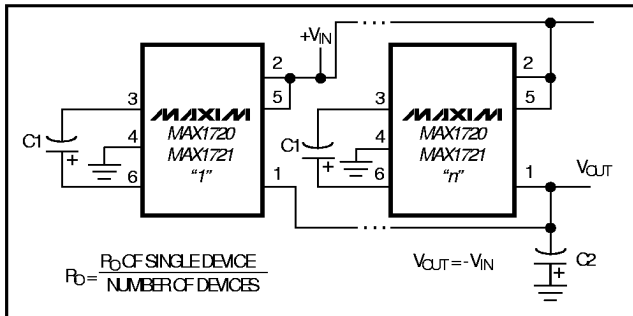 +VIN
2
5
3
4
6
1
C1
+
MAXIM
MAX1720
MAX1721
"1"
...
2
5
3
4
6
1
C1
+
MAXIM
MAX1720
MAX1721
"n"
VOUT
...
C2
+
RO = RO OF SINGLE DEVICE
NUMBER OF DEVICES
VOUT = -VIN